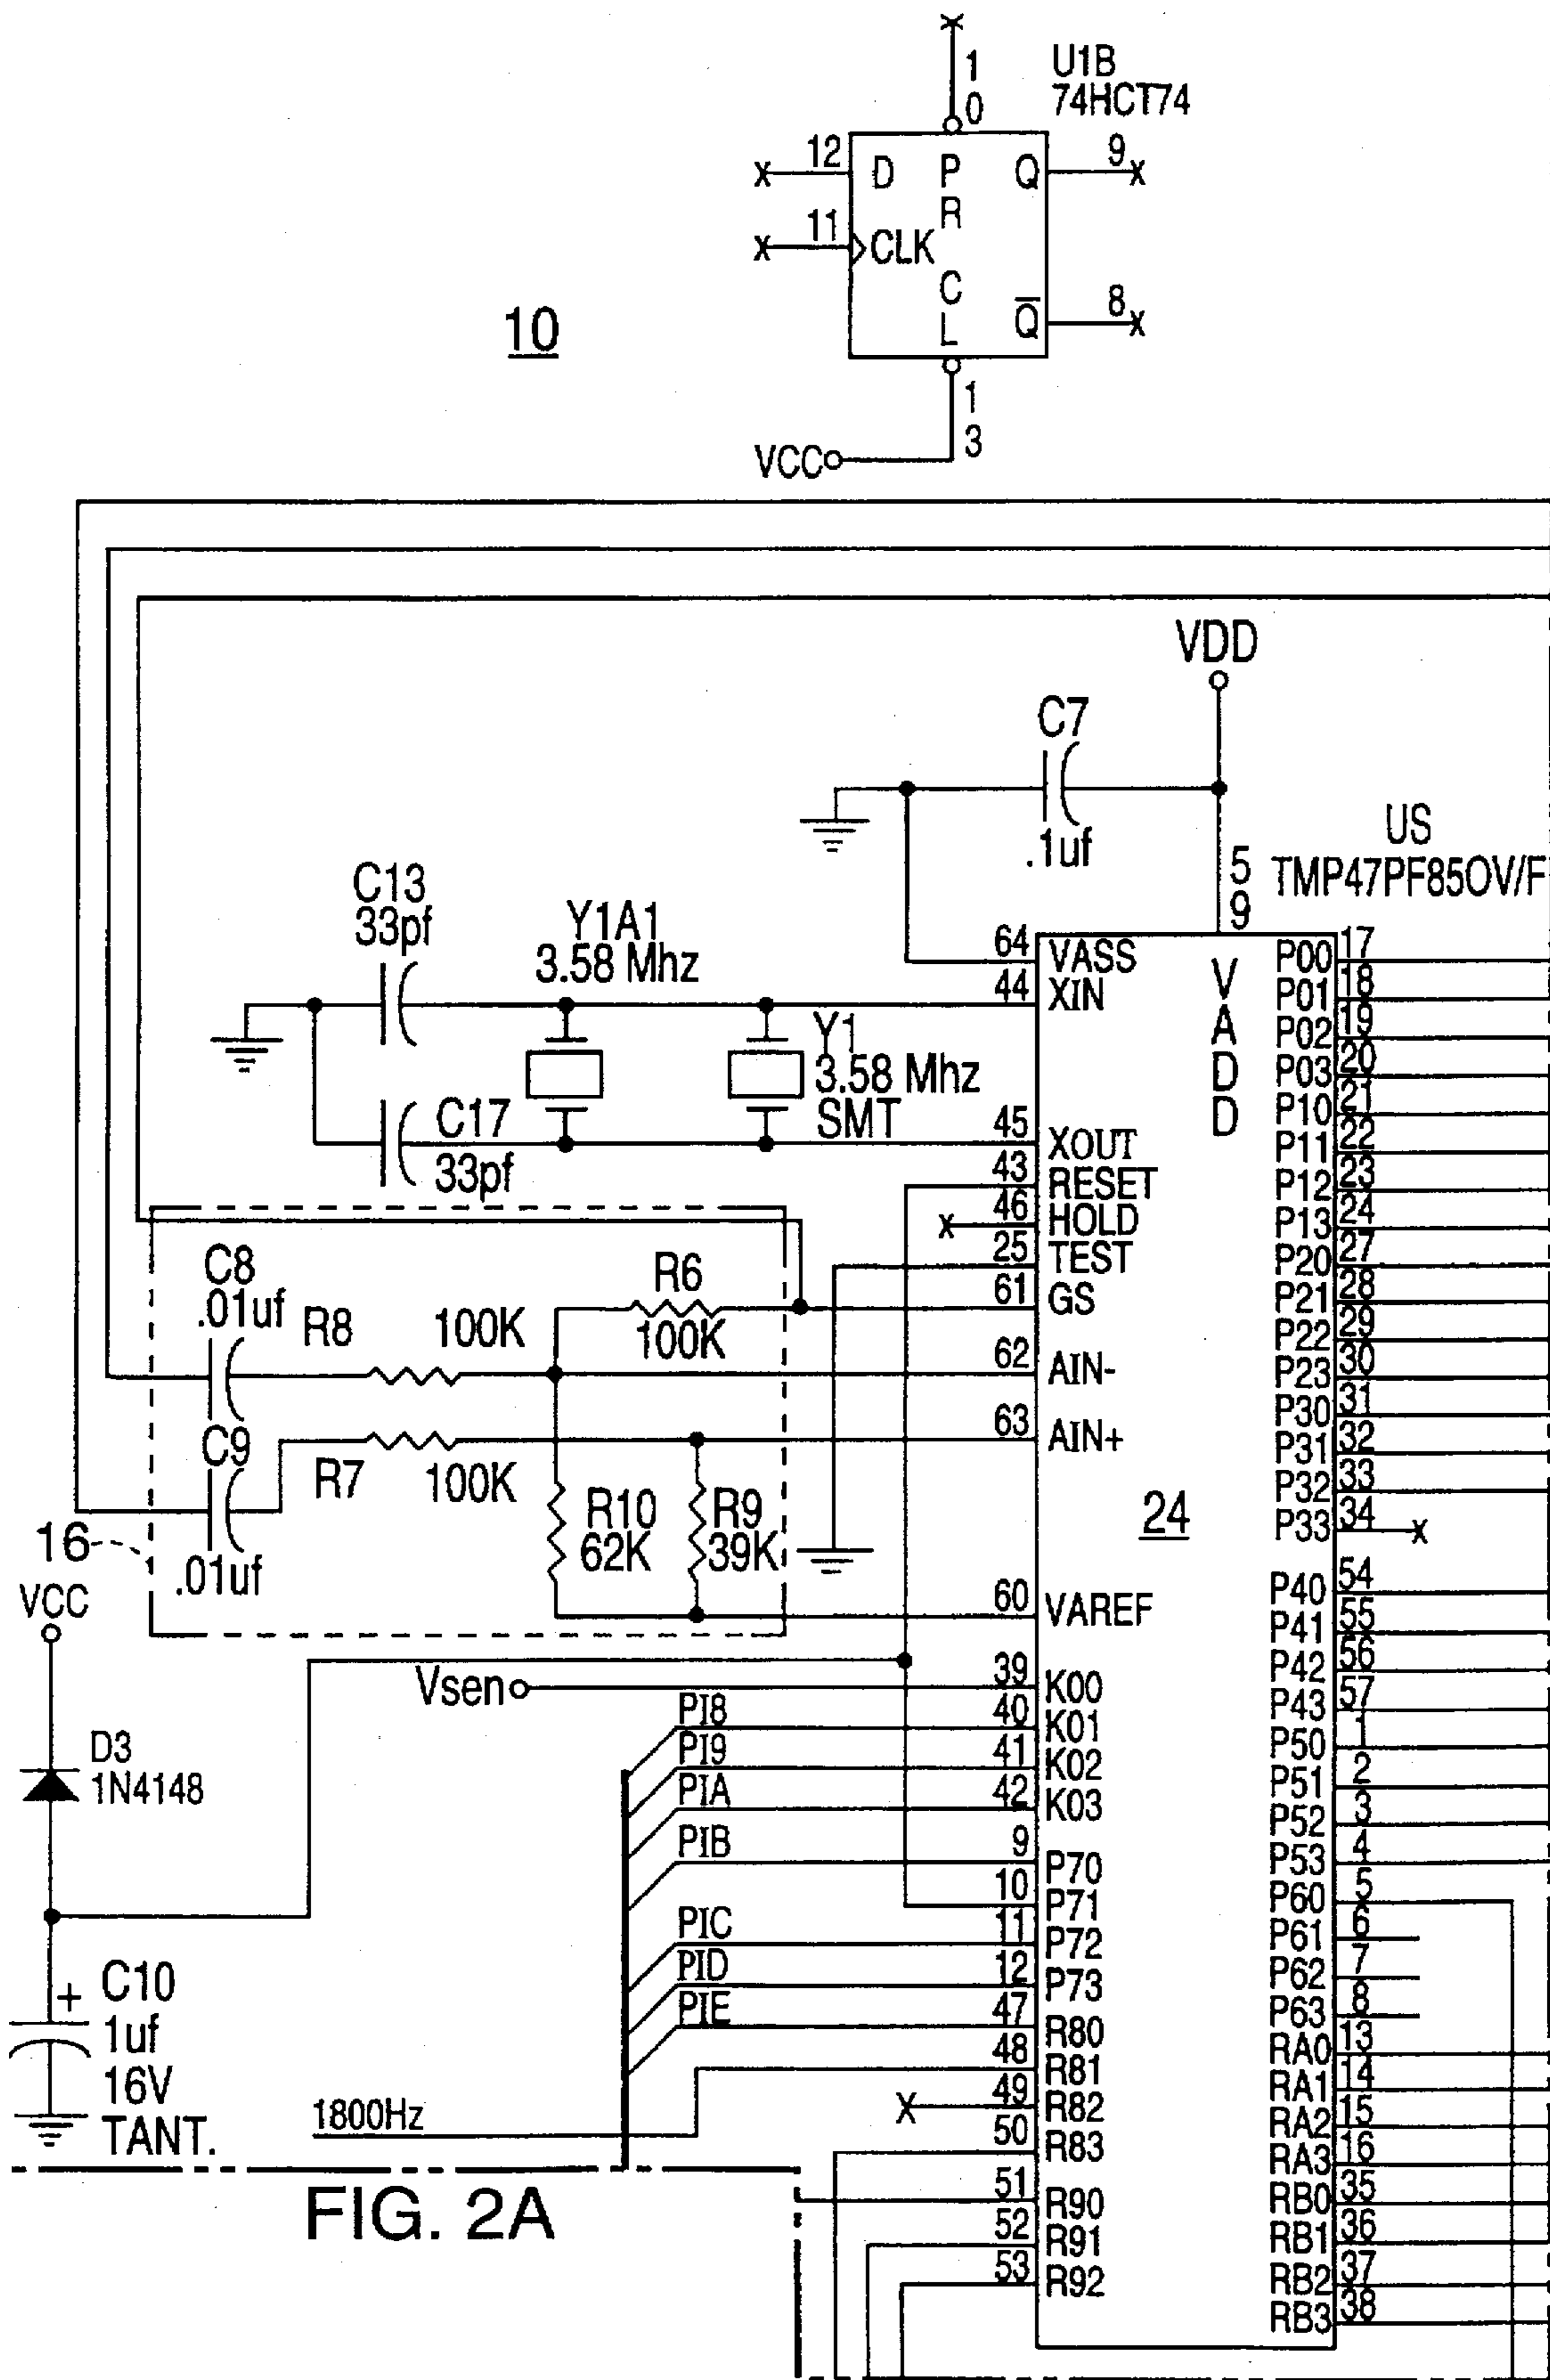 U1B
74HCT74
1
0
12 D P Q 9
R
11 CLK
C
L Q 8
10
1
3
VCC
VDD
C7
.1uf
US
TMP47PF85OV/F
5
9
C13
33pf
Y1A1
3.58 Mhz
Y1
3.58 Mhz
SMT
C17
33pf
V
A
D
D
64 VASS
44 XIN
45 XOUT
43 RESET
46 HOLD
25 TEST
61 GS
62 AIN-
63 AIN+
60 VAREF
C8
.01uf
R8 100K
R6
100K
C9
.01uf
R7 100K
R10
62K
R9
39K
16
24
VCC
D3
1N4148
C10
+
1uf
16V
TANT.
Vsen 39 K00
PI8 40 K01
PI9 41 K02
PIA 42 K03
PIB 9 P70
10 P71
PIC 11 P72
PID 12 P73
PIE 47 R80
1800Hz 48 R81
49 R82
50 R83
51 R90
52 R91
53 R92
P00 17
P01 18
P02 19
P03 20
P10 21
P11 22
P12 23
P13 24
P20 27
P21 28
P22 29
P23 30
P30 31
P31 32
P32 33
P33 34
P40 54
P41 55
P42 56
P43 57
P50 1
P51 2
P52 3
P53 4
P60 5
P61 6
P62 7
P63 8
RA0 13
RA1 14
RA2 15
RA3 16
RB0 35
RB1 36
RB2 37
RB3 38
FIG. 2A